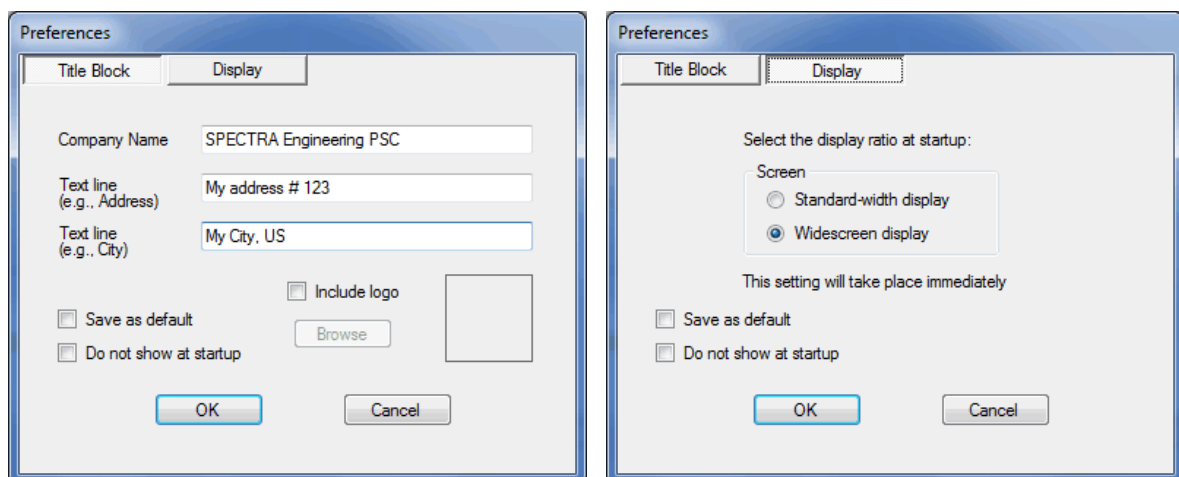 Preferences
Title Block
Display
Company Name
SPECTRA Engineering PSC
Text line
(e.g., Address)
My address # 123
Text line
(e.g., City)
My City, US
Include logo
Save as default
Browse
Do not show at startup
OK
Cancel
Preferences
Title Block
Display
Select the display ratio at startup:
Screen
Standard-width display
Widescreen display
This setting will take place immediately
Save as default
Do not show at startup
OK
Cancel